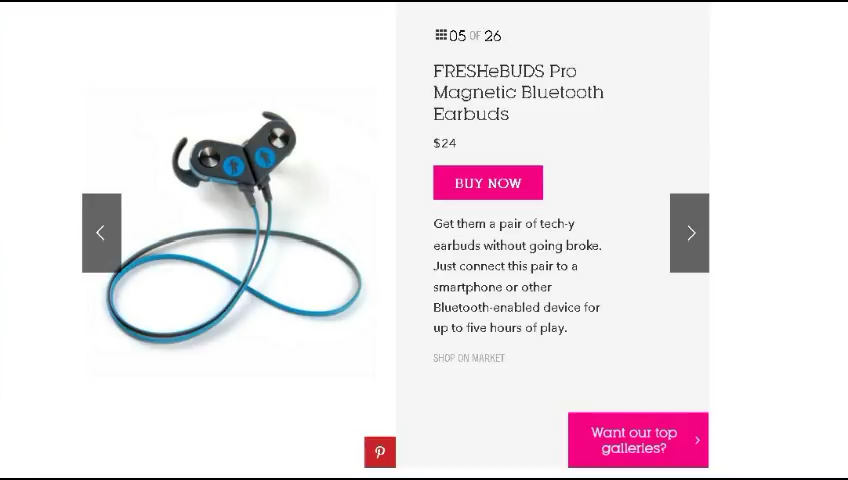 05 OF 26
FRESHeBUDS Pro
Magnetic Bluetooth
Earbuds
$24
BUY NOW
Get them a pair of tech-y
earbuds without going broke.
Just connect this pair to a
smartphone or other
Bluetooth-enabled device for
up to five hours of play.
SHOP ON MARKET
Want our top
galleries?